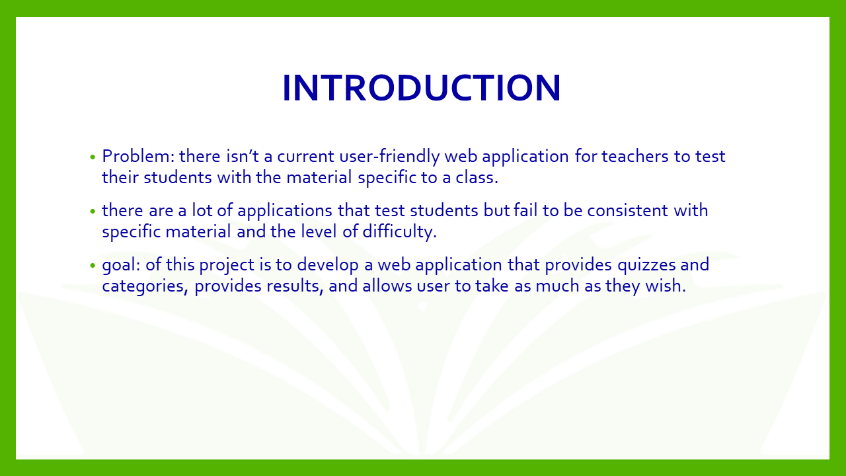 INTRODUCTION
• Problem: there isn’t a current user-friendly web application for teachers to test
their students with the material specific to a class.
• there are a lot of applications that test students but fail to be consistent with
specific material and the level of difficulty.
• goal: of this project is to develop a web application that provides quizzes and
categories, provides results, and allows user to take as much as they wish.